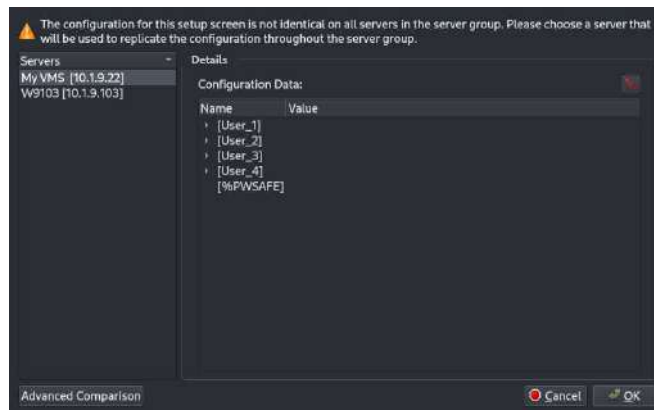 The configuration for this setup screen is not identical on all servers in the server group. Please choose a server that
will be used to replicate the configuration throughout the server group.
Servers
My VMS [10.1.9.22]
W9103 [10.1.9.103]
Details
Configuration Data:
Name Value
[User_1]
[User_2]
[User_3]
[User_4]
[%PWSAFE]
Advanced Comparison
Cancel
OK